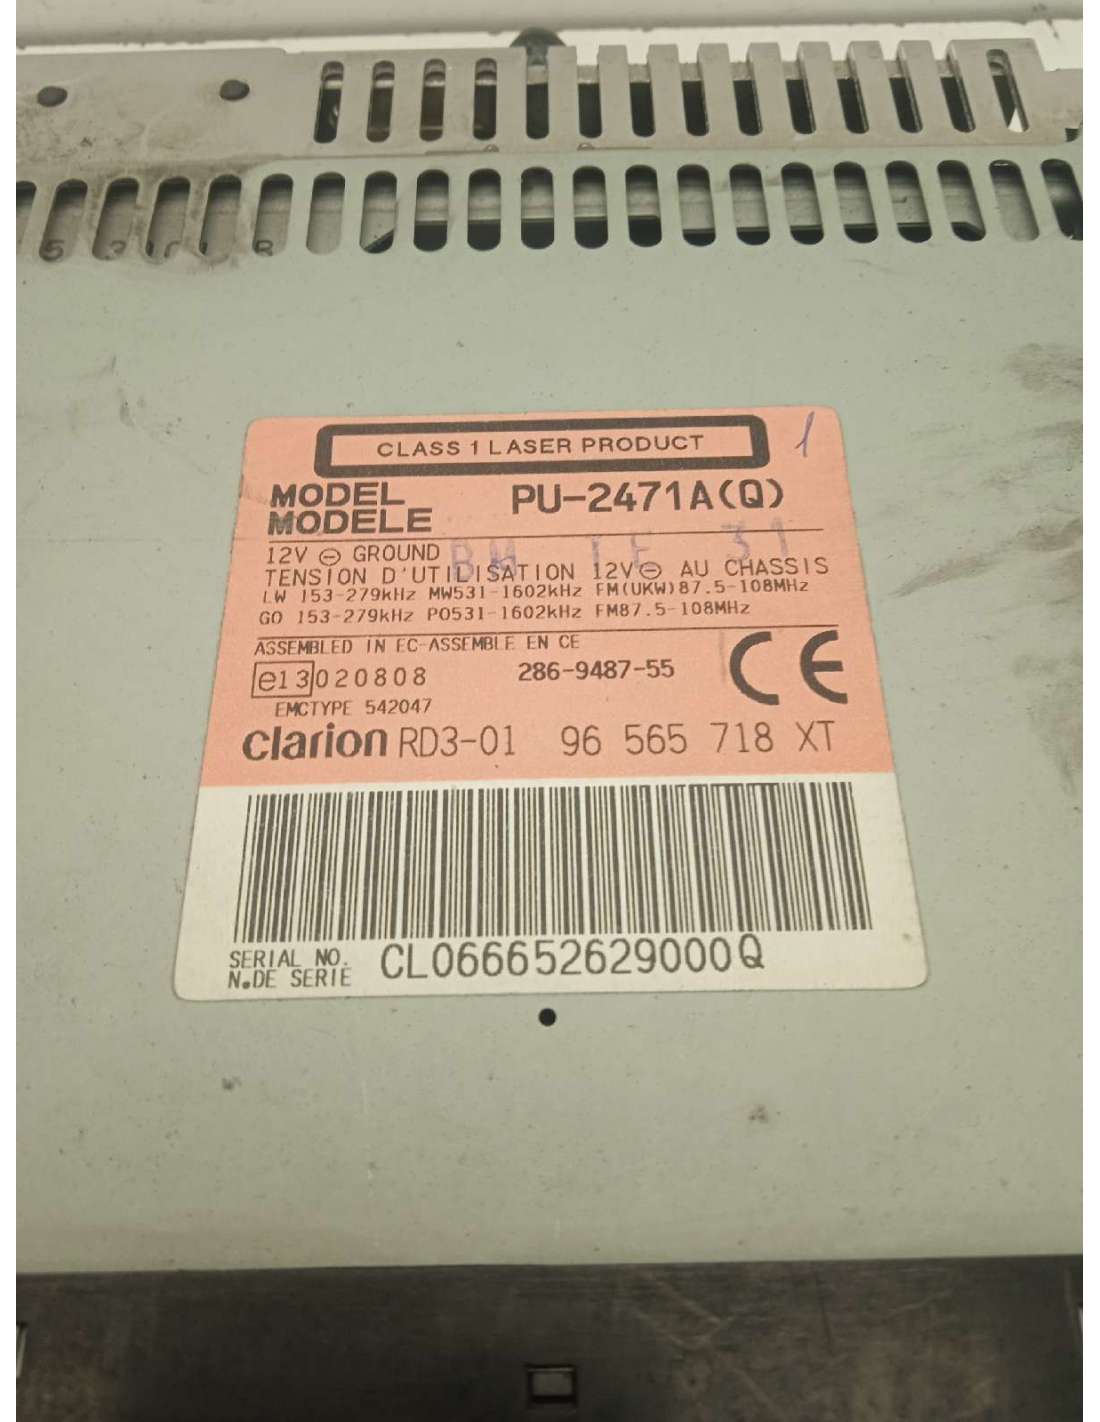 CLASS 1 LASER PRODUCT
1
MODEL
MODELE
PU-2471A(Q)
12V ⊖ GROUND
TENSION D'UTILISATION 12V⊖ AU CHASSIS
LW 153-279kHz MW531-1602kHz FM(UKW)87.5-108MHz
GO 153-279kHz PO531-1602kHz FM87.5-108MHz
ASSEMBLED IN EC-ASSEMBLE EN CE
e13 020808 286-9487-55 CE
EMCTYPE 542047
clarion RD3-01 96 565 718 XT
SERIAL NO.
N.DE SERIE
CL066652629000Q